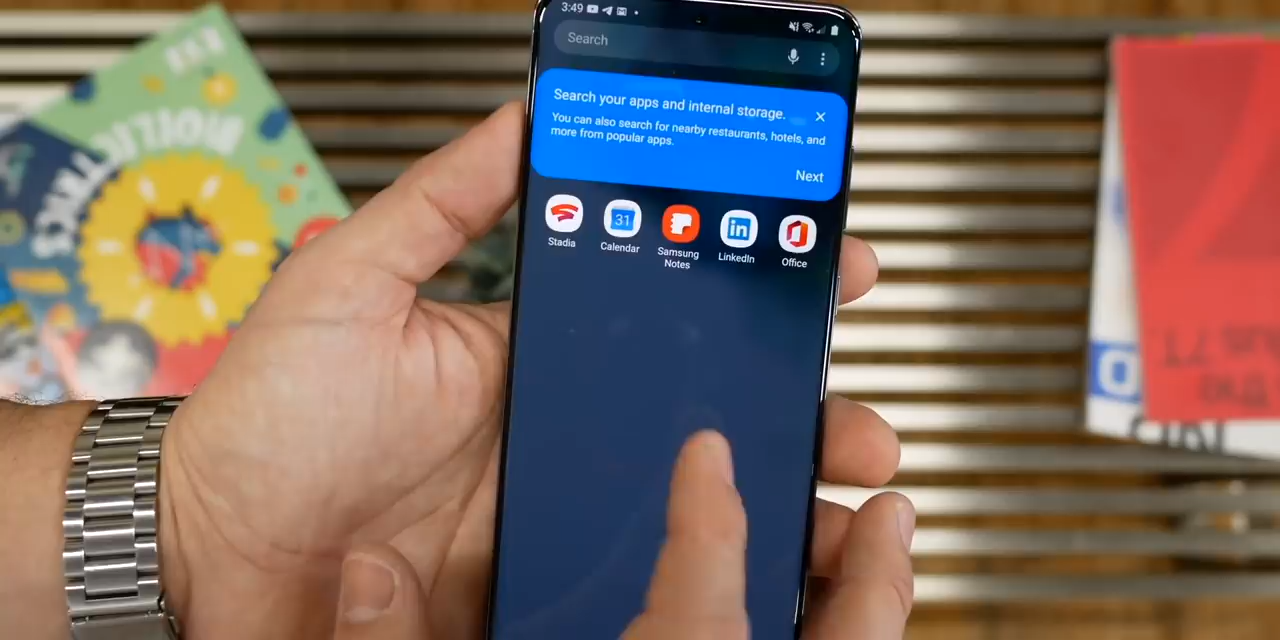 3:49
Search
Search your apps and internal storage.
You can also search for nearby restaurants, hotels, and
more from popular apps.
Next
Stadia
Calendar
31
Samsung
Notes
LinkedIn
in
Office